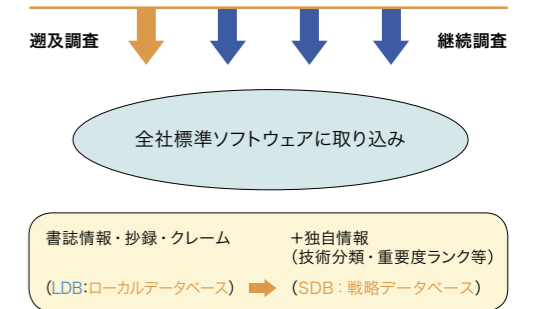 遡及調査
継続調査
全社標準ソフトウェアに取り込み
書誌情報・抄録・クレーム
+独自情報
(技術分類・重要度ランク等)
(LDB:ローカルデータベース)
(SDB:戦略データベース)